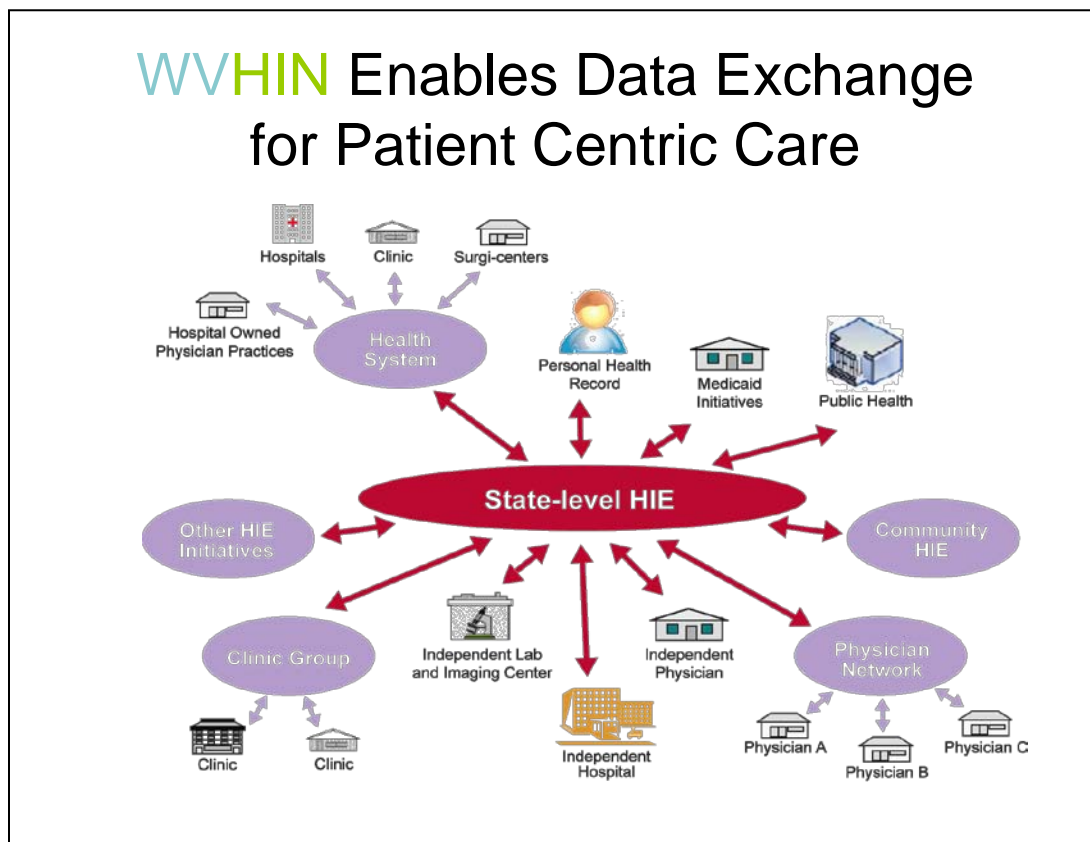 WVHIN Enables Data Exchange
for Patient Centric Care
Hospitals
Clinic
Surgi-centers
Hospital Owned
Physician Practices
Health
System
Personal Health
Record
Medicaid
Initiatives
Public Health
State-level HIE
Other HIE
Initiatives
Community
HIE
Clinic Group
Independent Lab
and Imaging Center
Independent
Physician
Physician
Network
Clinic
Clinic
Independent
Hospital
Physician A
Physician B
Physician C